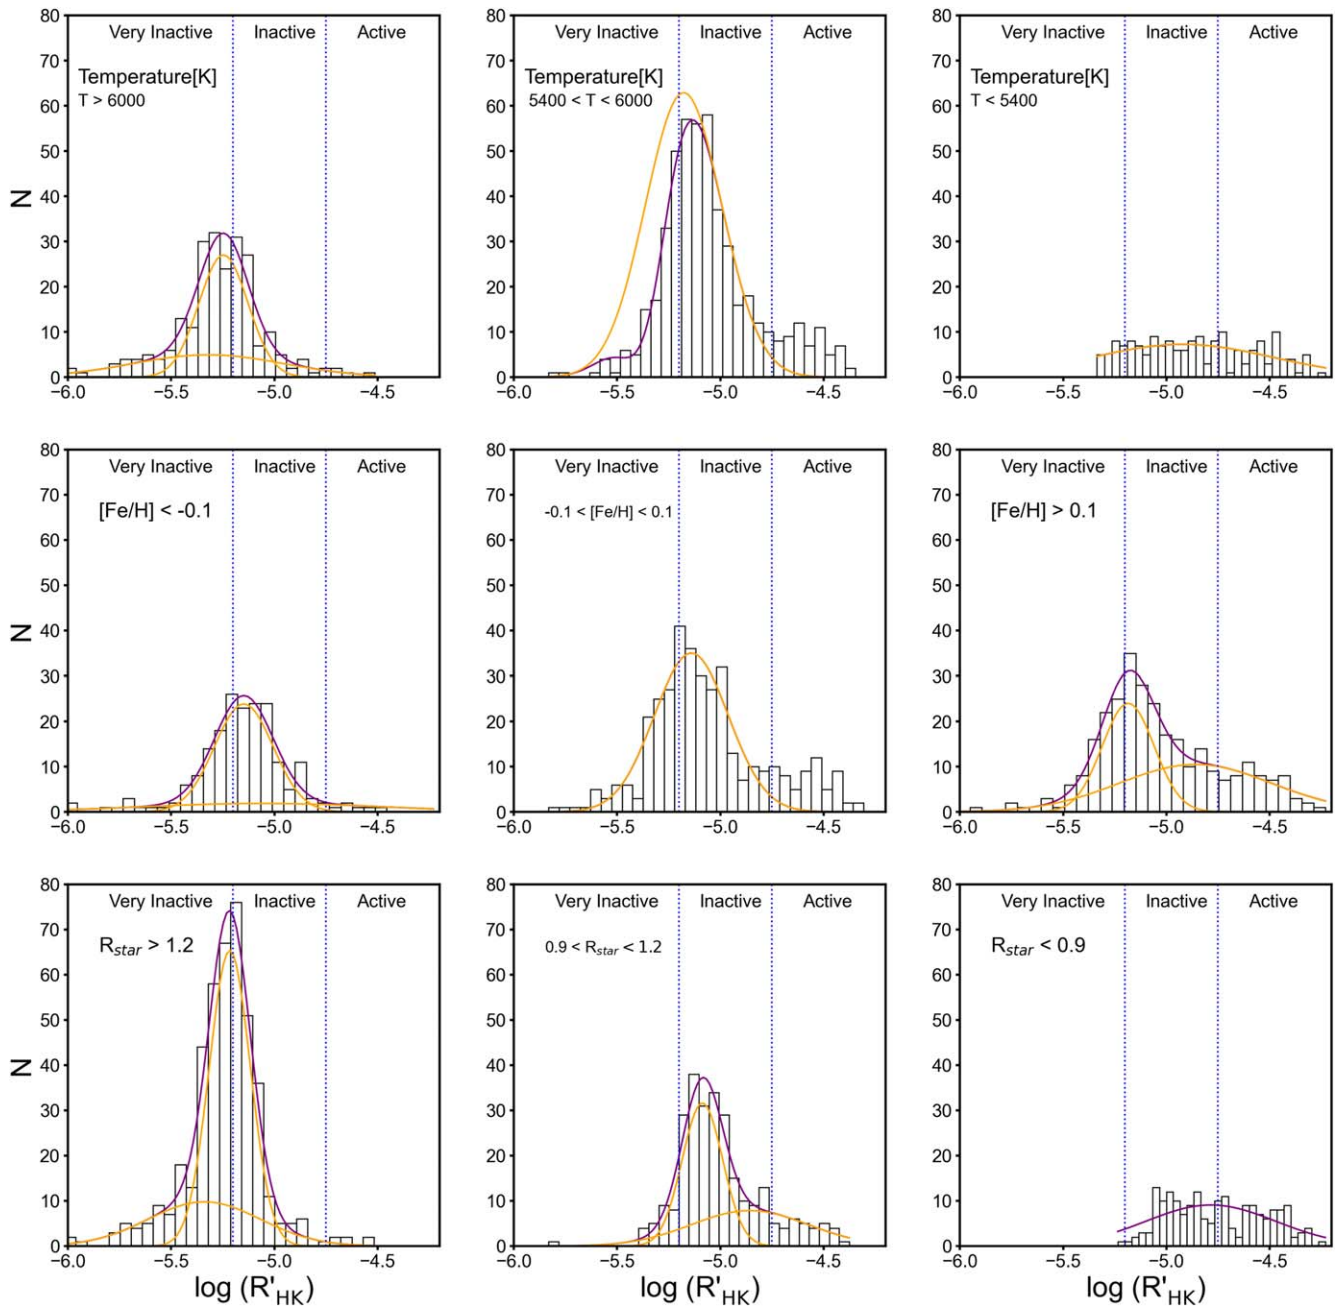 80 80 80
Very Inactive Inactive Active Very Inactive Inactive Active Very Inactive Inactive Active
70 70 70
Temperature[K] Temperature[K] Temperature[K]
60 T > 6000 60 5400 < T < 6000 60 T < 5400
50 50 50
N 40 40 40
30 30 30
20 20 20
10 10 10
0 0 0
−6.0 −5.5 −5.0 −4.5 −6.0 −5.5 −5.0 −4.5 −6.0 −5.5 −5.0 −4.5
80 80 80
Very Inactive Inactive Active Very Inactive Inactive Active Very Inactive Inactive Active
70 70 70
[Fe/H] < -0.1 -0.1 < [Fe/H] < 0.1 [Fe/H] > 0.1
60 60 60
50 50 50
N 40 40 40
30 30 30
20 20 20
10 10 10
0 0 0
−6.0 −5.5 −5.0 −4.5 −6.0 −5.5 −5.0 −4.5 −6.0 −5.5 −5.0 −4.5
80 80 80
Very Inactive Inactive Active Very Inactive Inactive Active Very Inactive Inactive Active
70 70 70
R_star > 1.2 0.9 < R_star < 1.2 R_star < 0.9
60 60 60
50 50 50
N 40 40 40
30 30 30
20 20 20
10 10 10
0 0 0
−6.0 −5.5 −5.0 −4.5 −6.0 −5.5 −5.0 −4.5 −6.0 −5.5 −5.0 −4.5
log (R'_HK) log (R'_HK) log (R'_HK)